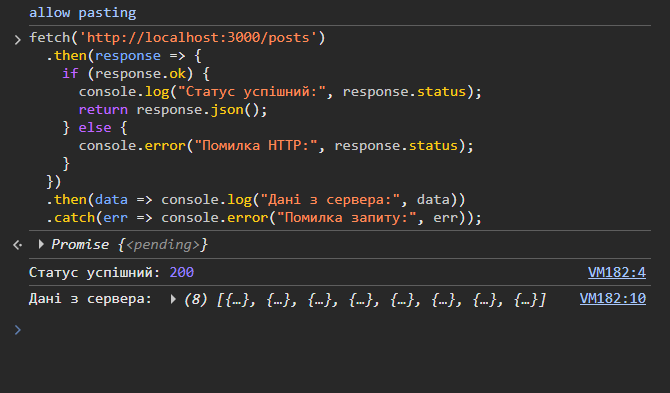 allow pasting
fetch('http://localhost:3000/posts')
.then(response => {
if (response.ok) {
console.log("Статус успішний:", response.status);
return response.json();
} else {
console.error("Помилка HTTP:", response.status);
}
})
.then(data => console.log("Дані з сервера:", data))
.catch(err => console.error("Помилка запиту:", err));
Promise {<pending>}
Статус успішний: 200 VM182:4
Дані з сервера: (8) [{…}, {…}, {…}, {…}, {…}, {…}, {…}, {…}] VM182:10